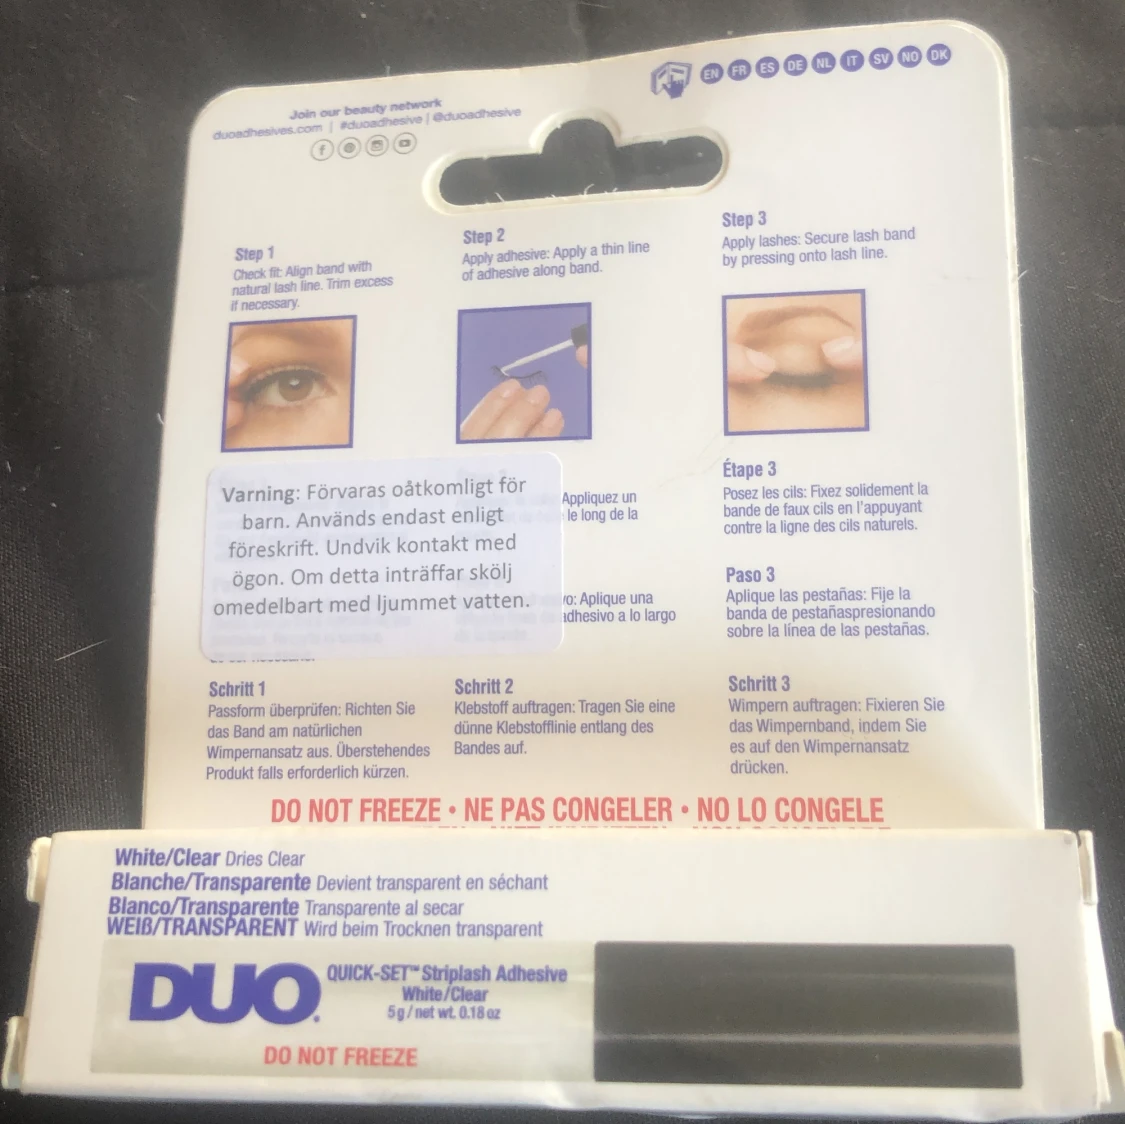 Join our beauty network
duoadhesives.com | #duoadhesive | @duoadhesive
EN FR ES DE NL IT SV NO DK
Step 1
Check fit: Align band with
natural lash line. Trim excess
if necessary.
Step 2
Apply adhesive: Apply a thin line
of adhesive along band.
Step 3
Apply lashes: Secure lash band
by pressing onto lash line.
Varning: Förvaras oåtkomligt för
barn. Används endast enligt
föreskrift. Undvik kontakt med
ögon. Om detta inträffar skölj
omedelbart med ljummet vatten.
Appliquez un
le long de la
Étape 3
Posez les cils: Fixez solidement la
bande de faux cils en l'appuyant
contre la ligne des cils naturels.
Aplique una
adhesivo a lo largo
Paso 3
Aplique las pestañas: Fije la
banda de pestañaspresionando
sobre la línea de las pestañas.
Schritt 1
Passform überprüfen: Richten Sie
das Band am natürlichen
Wimpernansatz aus. Überstehendes
Produkt falls erforderlich kürzen.
Schritt 2
Klebstoff auftragen: Tragen Sie eine
dünne Klebstofflinie entlang des
Bandes auf.
Schritt 3
Wimpern auftragen: Fixieren Sie
das Wimpernband, indem Sie
es auf den Wimpernansatz
drücken.
DO NOT FREEZE • NE PAS CONGELER • NO LO CONGELE
White/Clear Dries Clear
Blanche/Transparente Devient transparent en séchant
Blanco/Transparente Transparente al secar
WEIß/TRANSPARENT Wird beim Trocknen transparent
DUO
QUICK-SET™ Striplash Adhesive
White/Clear
5g/net wt. 0.18 oz
DO NOT FREEZE